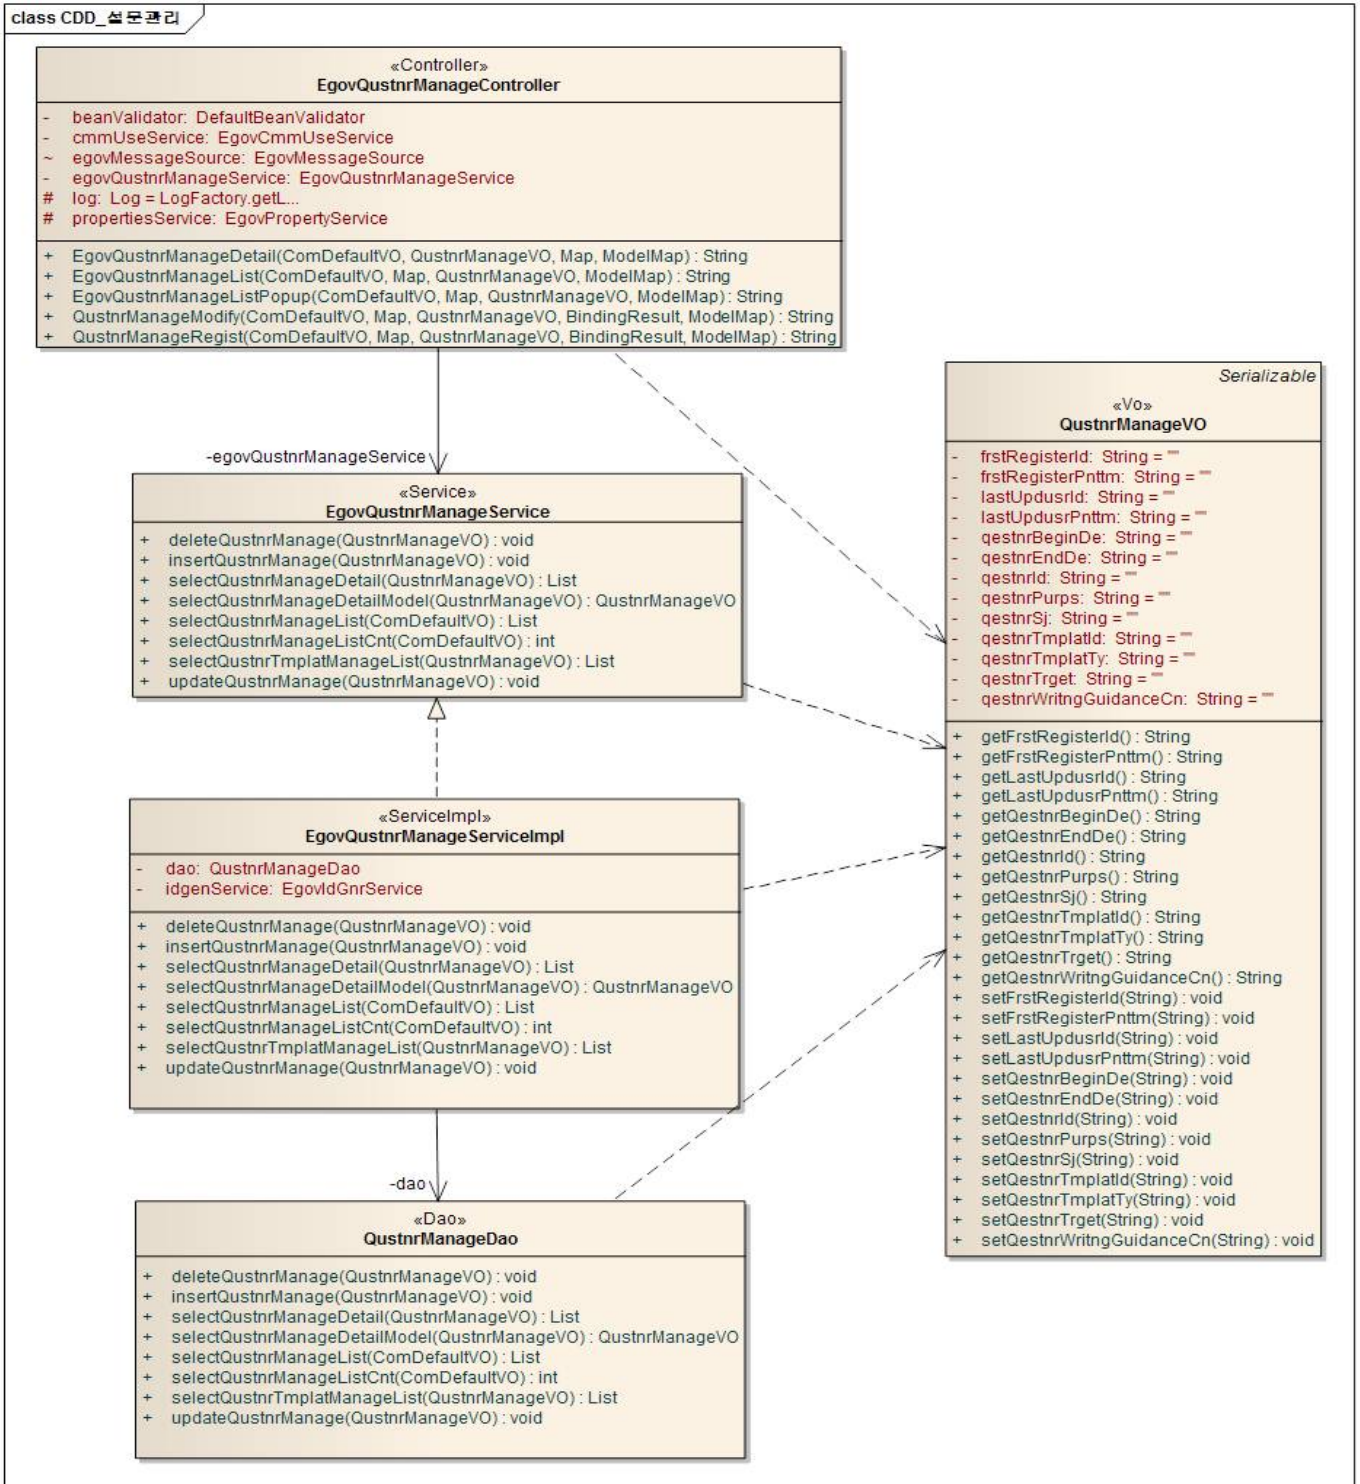 class CDD_설문관리
«Controller»
EgovQustnrManageController
- beanValidator: DefaultBeanValidator
- cmmUseService: EgovCmmUseService
~ egovMessageSource: EgovMessageSource
- egovQustnrManageService: EgovQustnrManageService
# log: Log = LogFactory.getL...
# propertiesService: EgovPropertyService
+ EgovQustnrManageDetail(ComDefaultVO, QustnrManageVO, Map, ModelMap) : String
+ EgovQustnrManageList(ComDefaultVO, Map, QustnrManageVO, ModelMap) : String
+ EgovQustnrManageListPopup(ComDefaultVO, Map, QustnrManageVO, ModelMap) : String
+ QustnrManageModify(ComDefaultVO, Map, QustnrManageVO, BindingResult, ModelMap) : String
+ QustnrManageRegist(ComDefaultVO, Map, QustnrManageVO, BindingResult, ModelMap) : String
-egovQustnrManageService
«Service»
EgovQustnrManageService
+ deleteQustnrManage(QustnrManageVO) : void
+ insertQustnrManage(QustnrManageVO) : void
+ selectQustnrManageDetail(QustnrManageVO) : List
+ selectQustnrManageDetailModel(QustnrManageVO) : QustnrManageVO
+ selectQustnrManageList(ComDefaultVO) : List
+ selectQustnrManageListCnt(ComDefaultVO) : int
+ selectQustnrTmplatManageList(QustnrManageVO) : List
+ updateQustnrManage(QustnrManageVO) : void
«ServiceImpl»
EgovQustnrManageServiceImpl
- dao: QustnrManageDao
- idgenService: EgovIdGnrService
+ deleteQustnrManage(QustnrManageVO) : void
+ insertQustnrManage(QustnrManageVO) : void
+ selectQustnrManageDetail(QustnrManageVO) : List
+ selectQustnrManageDetailModel(QustnrManageVO) : QustnrManageVO
+ selectQustnrManageList(ComDefaultVO) : List
+ selectQustnrManageListCnt(ComDefaultVO) : int
+ selectQustnrTmplatManageList(QustnrManageVO) : List
+ updateQustnrManage(QustnrManageVO) : void
-dao
«Dao»
QustnrManageDao
+ deleteQustnrManage(QustnrManageVO) : void
+ insertQustnrManage(QustnrManageVO) : void
+ selectQustnrManageDetail(QustnrManageVO) : List
+ selectQustnrManageDetailModel(QustnrManageVO) : QustnrManageVO
+ selectQustnrManageList(ComDefaultVO) : List
+ selectQustnrManageListCnt(ComDefaultVO) : int
+ selectQustnrTmplatManageList(QustnrManageVO) : List
+ updateQustnrManage(QustnrManageVO) : void
Serializable
«Vo»
QustnrManageVO
- frstRegisterId: String = ""
- frstRegisterPnttm: String = ""
- lastUpdusrId: String = ""
- lastUpdusrPnttm: String = ""
- qestnrBeginDe: String = ""
- qestnrEndDe: String = ""
- qestnrId: String = ""
- qestnrPurps: String = ""
- qestnrSj: String = ""
- qestnrTmplatId: String = ""
- qestnrTmplatTy: String = ""
- qestnrTrget: String = ""
- qestnrWritngGuidanceCn: String = ""
+ getFrstRegisterId() : String
+ getFrstRegisterPnttm() : String
+ getLastUpdusrId() : String
+ getLastUpdusrPnttm() : String
+ getQestnrBeginDe() : String
+ getQestnrEndDe() : String
+ getQestnrId() : String
+ getQestnrPurps() : String
+ getQestnrSj() : String
+ getQestnrTmplatId() : String
+ getQestnrTmplatTy() : String
+ getQestnrTrget() : String
+ getQestnrWritngGuidanceCn() : String
+ setFrstRegisterId(String) : void
+ setFrstRegisterPnttm(String) : void
+ setLastUpdusrId(String) : void
+ setLastUpdusrPnttm(String) : void
+ setQestnrBeginDe(String) : void
+ setQestnrEndDe(String) : void
+ setQestnrId(String) : void
+ setQestnrPurps(String) : void
+ setQestnrSj(String) : void
+ setQestnrTmplatId(String) : void
+ setQestnrTmplatTy(String) : void
+ setQestnrTrget(String) : void
+ setQestnrWritngGuidanceCn(String) : void